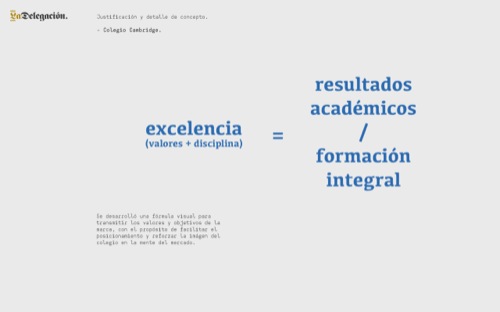 LaDelegación.
Justificación y detalle de concepto.
- Colegio Cambridge.
excelencia
(valores + disciplina)
=
resultados
académicos
/
formación
integral
Se desarrolló una fórmula visual para
transmitir los valores y objetivos de la
marca, con el propósito de facilitar el
posicionamiento y reforzar la imágen del
colegio en la mente del mercado.